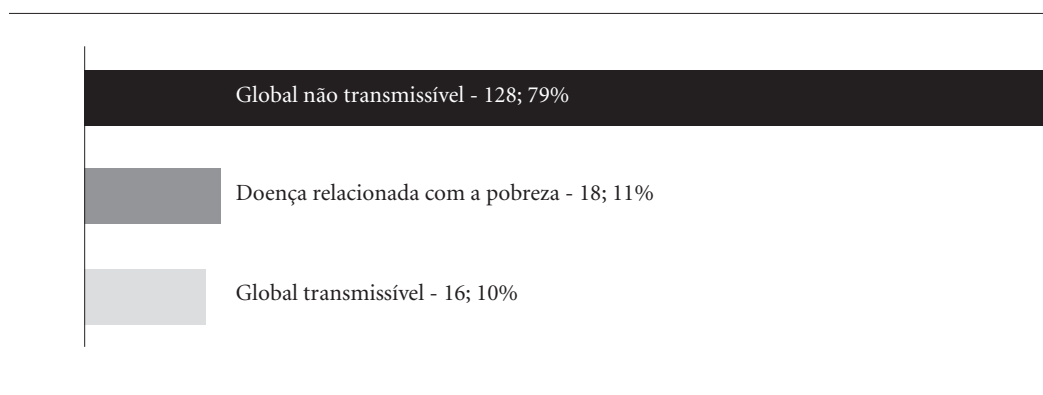 Global não transmissível - 128; 79%
Doença relacionada com a pobreza - 18; 11%
Global transmissível - 16; 10%